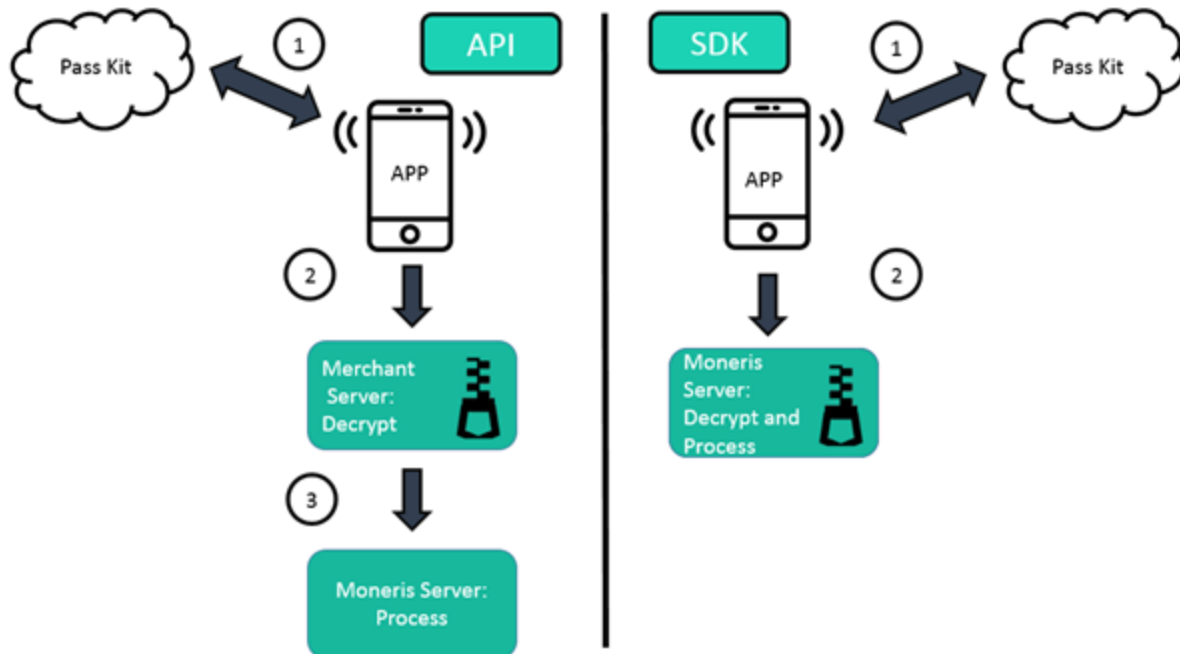 API
Pass Kit
1
APP
2
Merchant
Server:
Decrypt
3
Moneris Server:
Process
SDK
1
Pass Kit
APP
2
Moneris
Server:
Decrypt and
Process